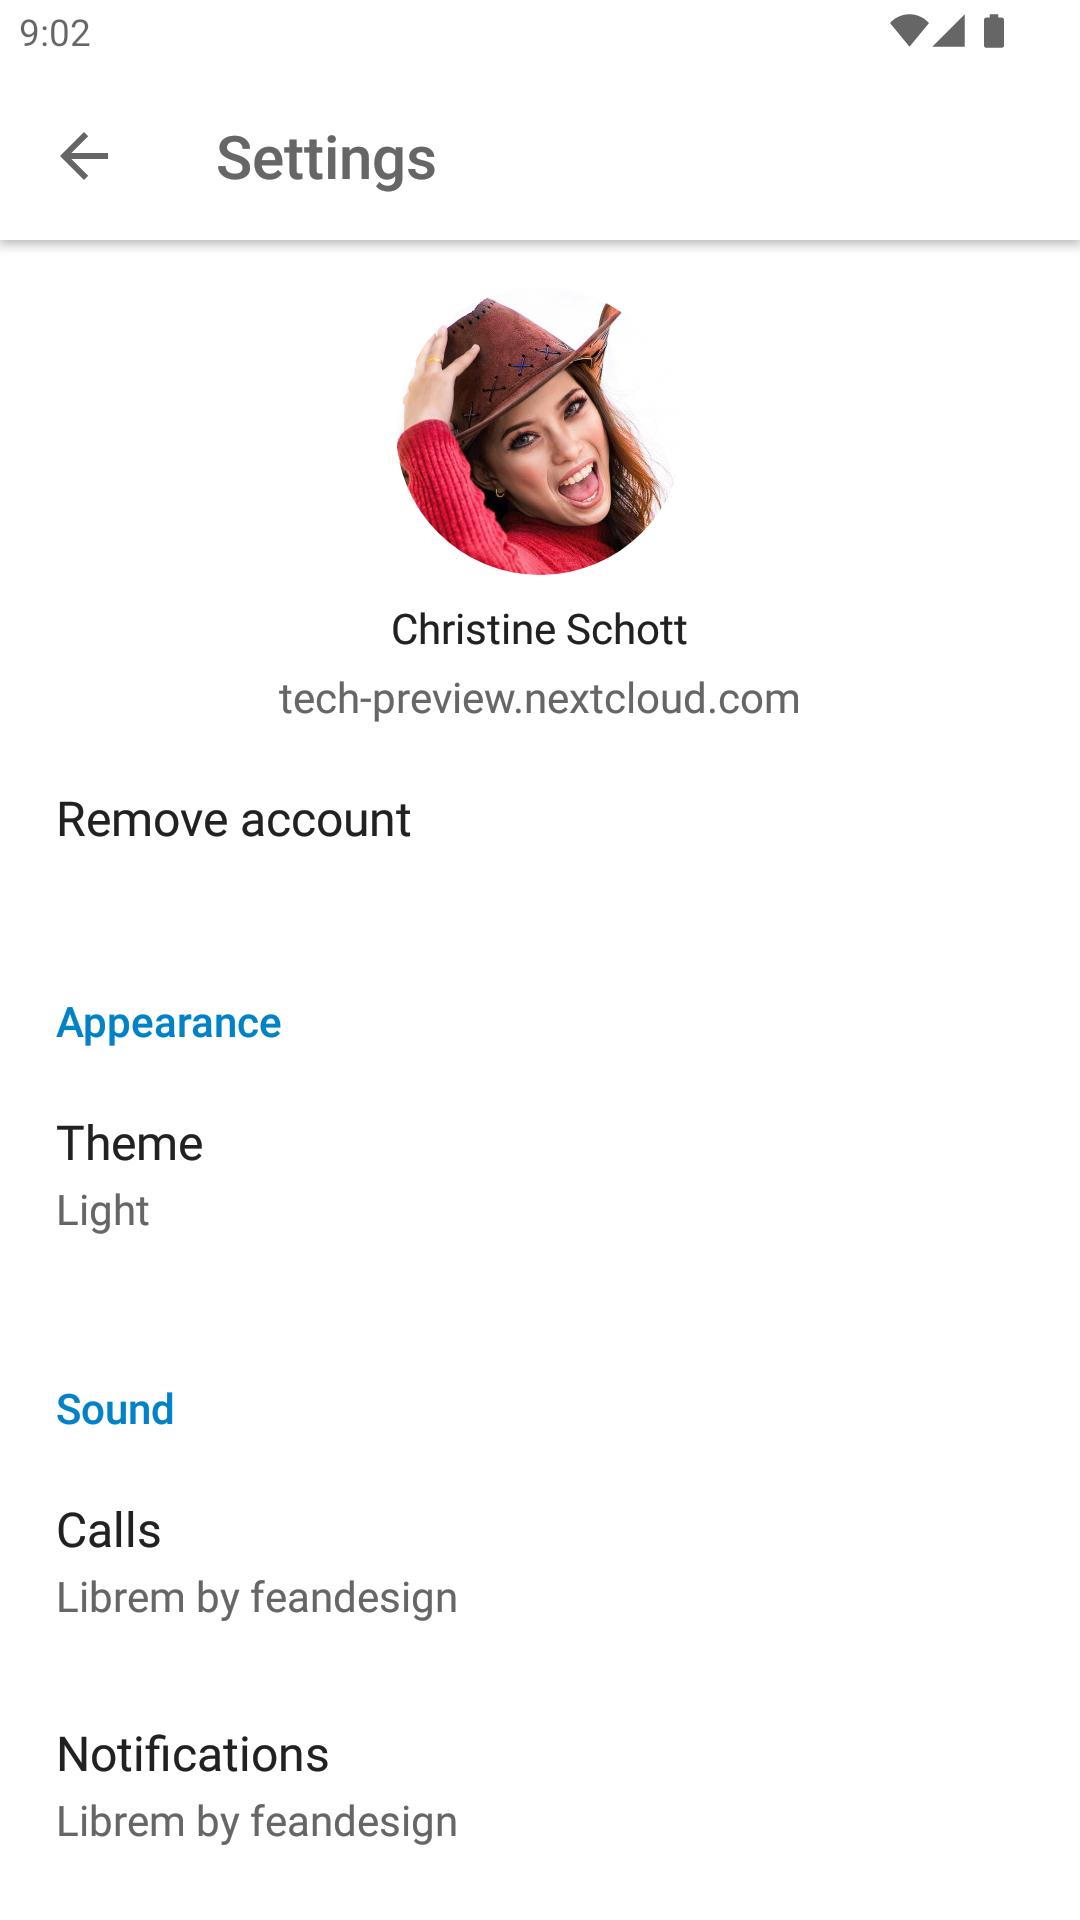 9:02
Settings
Christine Schott
tech-preview.nextcloud.com
Remove account
Appearance
Theme
Light
Sound
Calls
Librem by feandesign
Notifications
Librem by feandesign